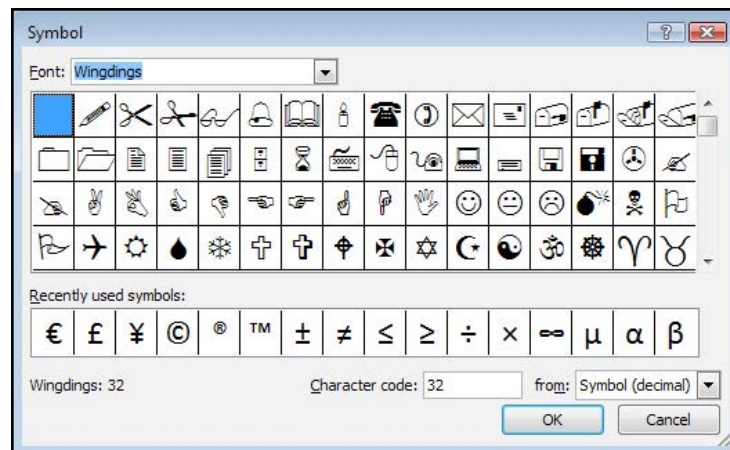 Symbol
Font: Wingdings
Recently used symbols:
€ £ ¥ © ® ™ ± ≠ ≤ ≥ ÷ × ∞ µ α β
Wingdings: 32 Character code: 32 from: Symbol (decimal)
OK Cancel